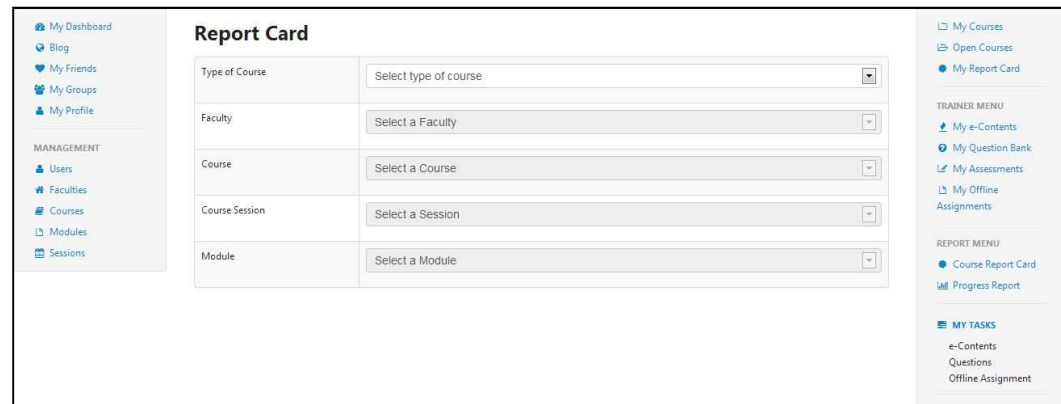 My Dashboard
Blog
My Friends
My Groups
My Profile
MANAGEMENT
Users
Faculties
Courses
Modules
Sessions
Report Card
Type of Course
Select type of course
Faculty
Select a Faculty
Course
Select a Course
Course Session
Select a Session
Module
Select a Module
My Courses
Open Courses
My Report Card
TRAINER MENU
My e-Contents
My Question Bank
My Assessments
My Offline
Assignments
REPORT MENU
Course Report Card
Progress Report
MY TASKS
e-Contents
Questions
Offline Assignment